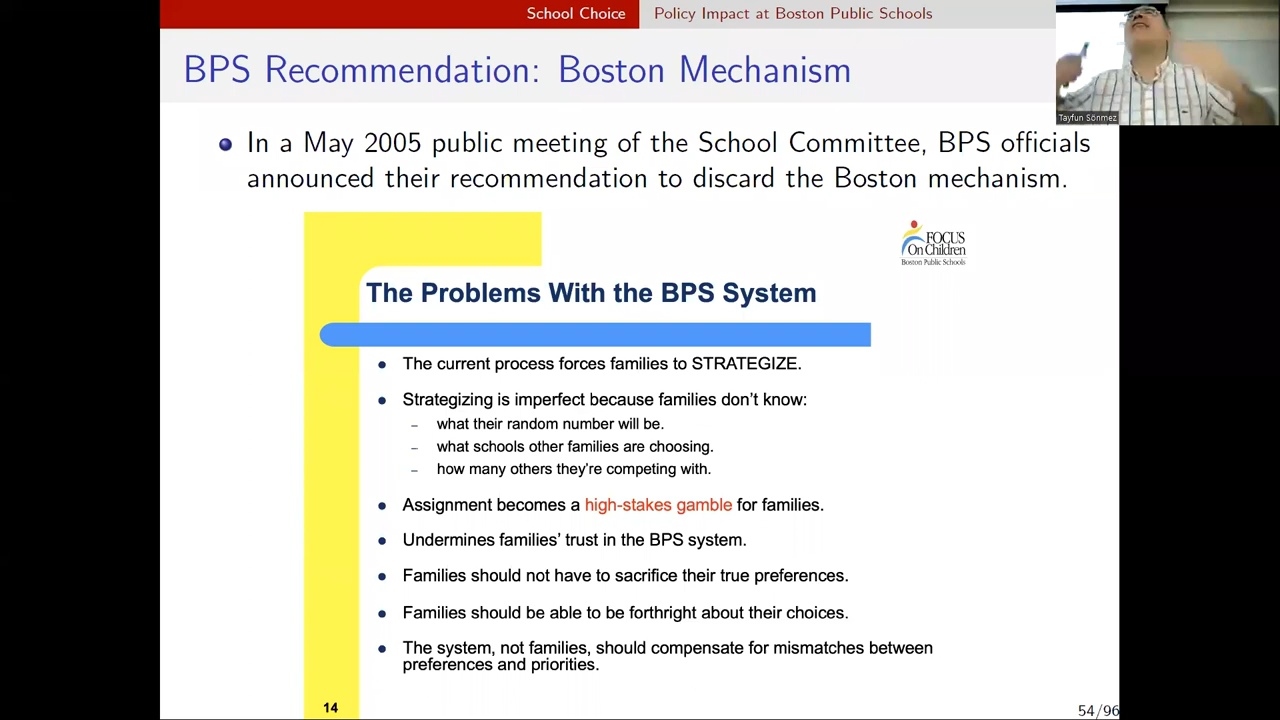 School Choice
Policy Impact at Boston Public Schools
BPS Recommendation: Boston Mechanism
Tayfun Sönmez
In a May 2005 public meeting of the School Committee, BPS officials
announced their recommendation to discard the Boston mechanism.
FOCUS
On Children
Boston Public Schools
The Problems With the BPS System
The current process forces families to STRATEGIZE.
Strategizing is imperfect because families don't know:
– what their random number will be.
– what schools other families are choosing.
– how many others they're competing with.
Assignment becomes a high-stakes gamble for families.
Undermines families' trust in the BPS system.
Families should not have to sacrifice their true preferences.
Families should be able to be forthright about their choices.
The system, not families, should compensate for mismatches between
preferences and priorities.
14
54/96